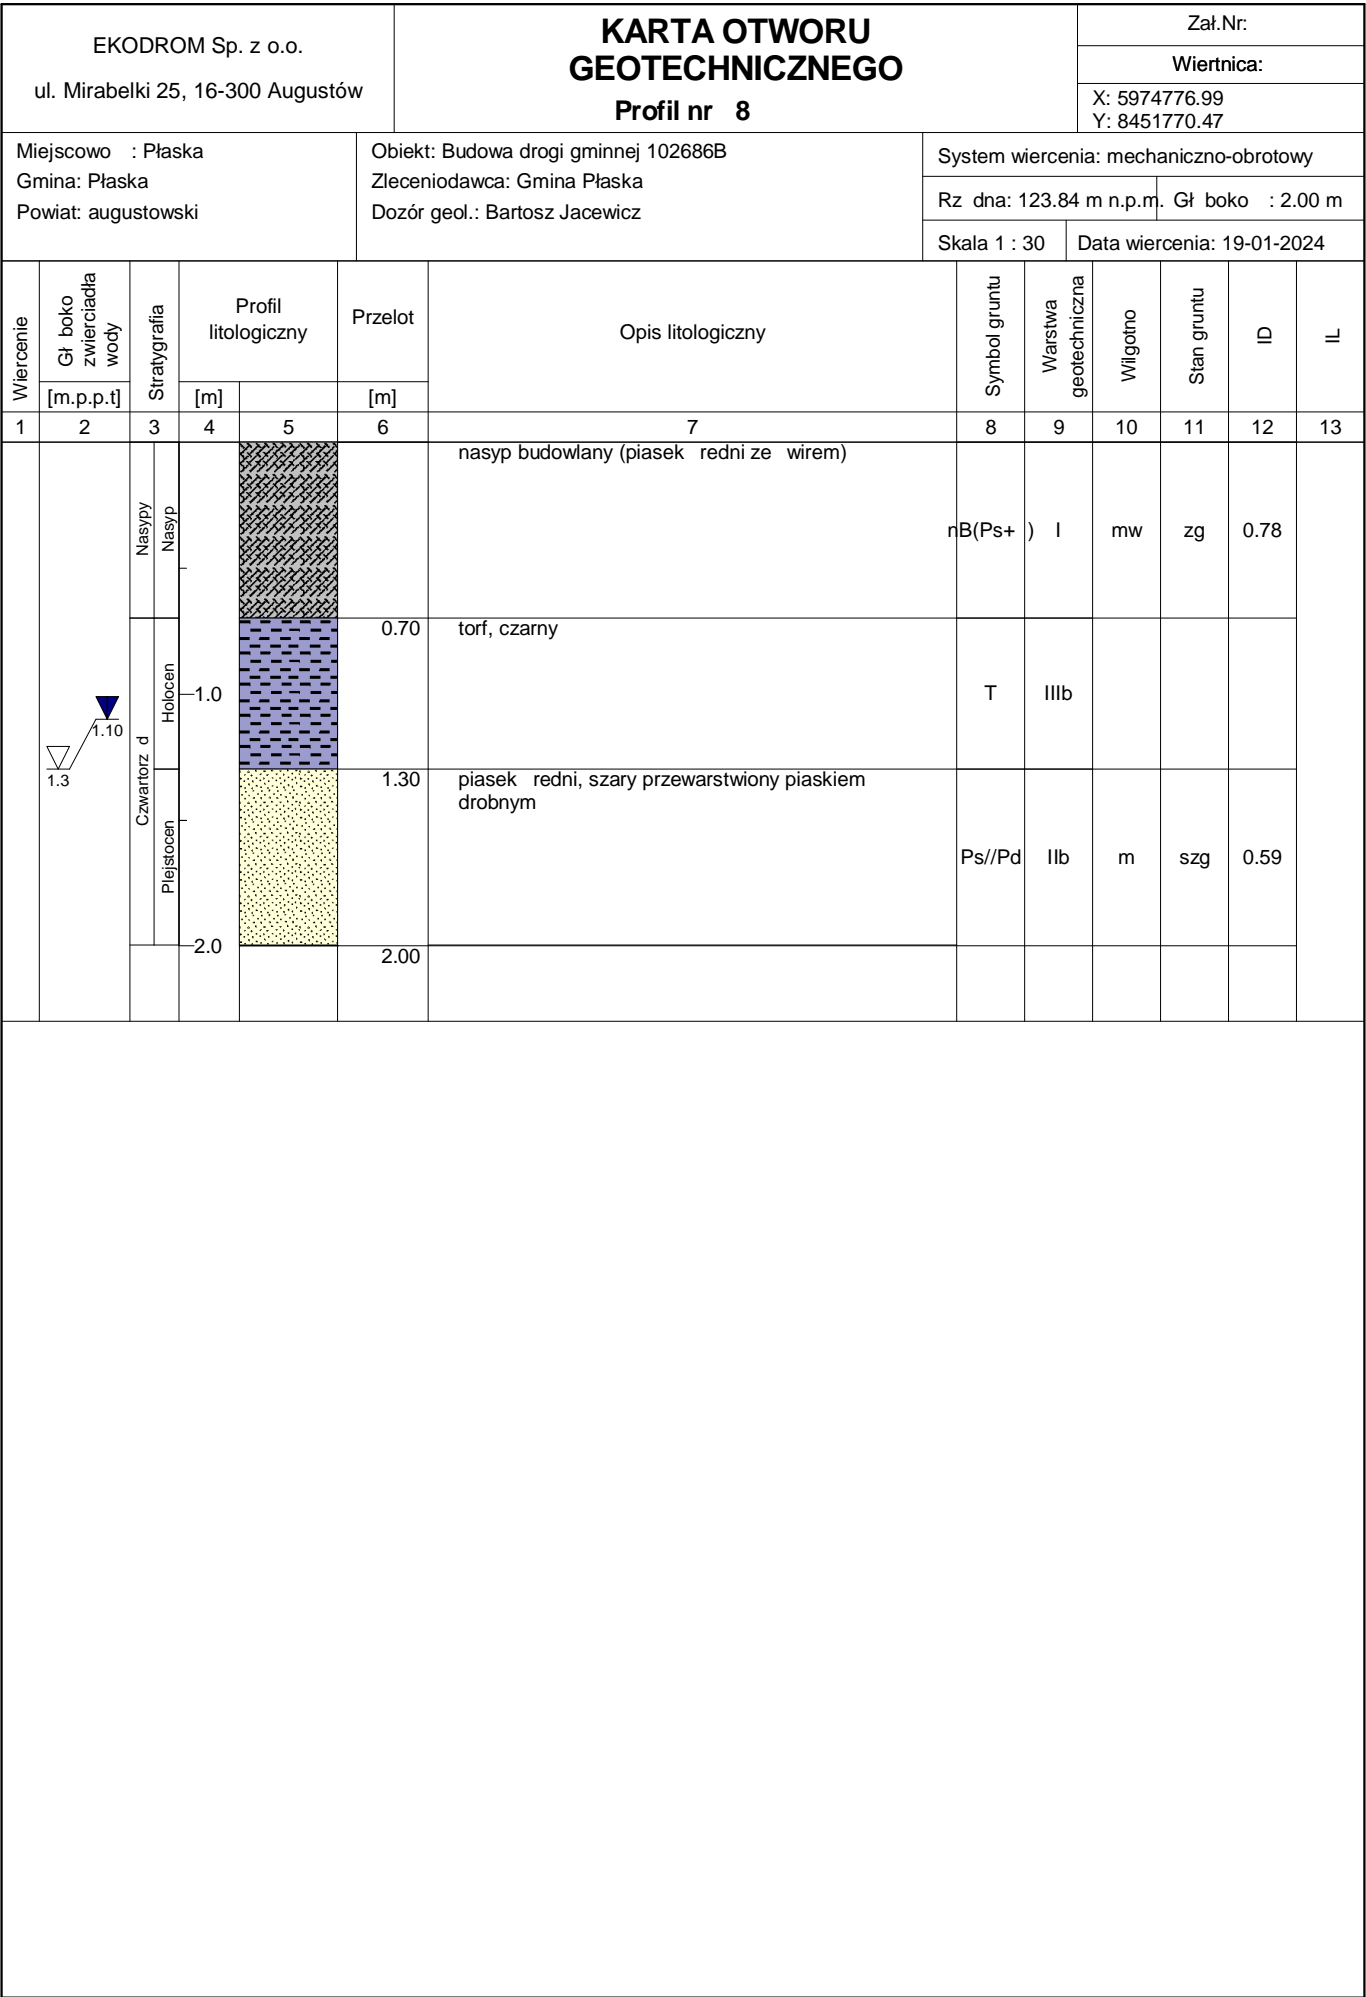 EKODROM Sp. z o.o.
ul. Mirabelki 25, 16-300 Augustów
KARTA OTWORU
GEOTECHNICZNEGO
Profil nr 8
Zał.Nr:
Wiertnica:
X: 5974776.99
Y: 8451770.47
Miejscowo : Płaska
Gmina: Płaska
Powiat: augustowski
Obiekt: Budowa drogi gminnej 102686B
Zleceniodawca: Gmina Płaska
Dozór geol.: Bartosz Jacewicz
System wiercenia: mechaniczno-obrotowy
Rz dna: 123.84 m n.p.m. Gł boko : 2.00 m
Skala 1 : 30 Data wiercenia: 19-01-2024
Wiercenie
Gł boko
zwierciadła
wody
[m.p.p.t]
Stratygrafia
Profil
litologiczny
[m]
Przelot
[m]
Opis litologiczny
Symbol gruntu
Warstwa
geotechniczna
Wilgotno
Stan gruntu
ID
IL
1 2 3 4 5 6 7 8 9 10 11 12 13
Nasypy
Nasyp
nasyp budowlany (piasek redni ze wirem)
nB(Ps+ ) I mw zg 0.78
0.70 torf, czarny
Holocen
1.0
T IIIb
1.10
1.3
Czwartorz d
1.30 piasek redni, szary przewarstwiony piaskiem
drobnym
Plejstocen
Ps//Pd IIb m szg 0.59
2.0
2.00